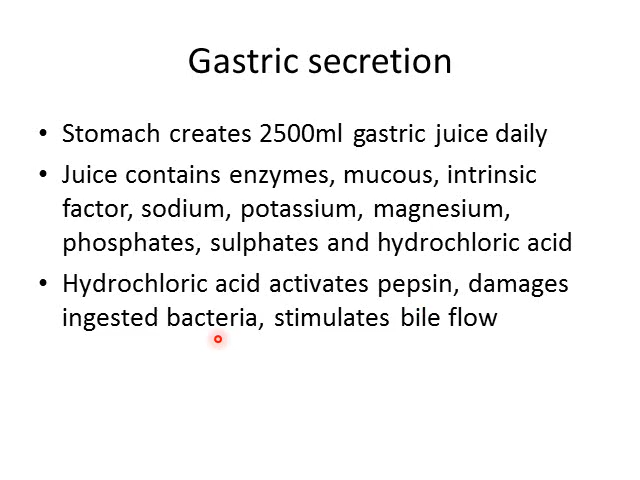 Gastric secretion
• Stomach creates 2500ml gastric juice daily
• Juice contains enzymes, mucous, intrinsic
factor, sodium, potassium, magnesium,
phosphates, sulphates and hydrochloric acid
• Hydrochloric acid activates pepsin, damages
ingested bacteria, stimulates bile flow